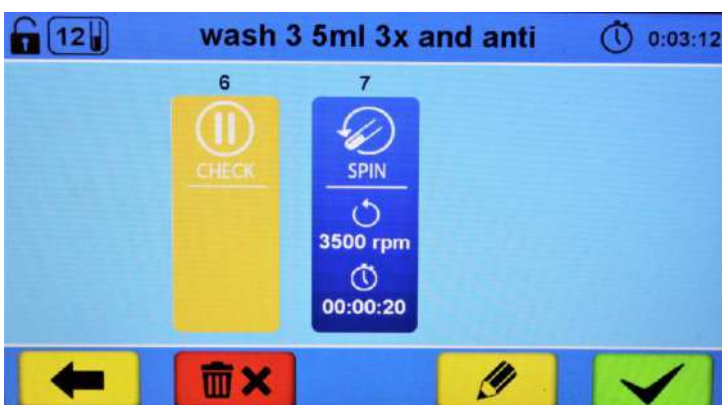 12 wash 3 5ml 3x and anti 0:03:12
6 7
CHECK SPIN
3500 rpm
00:00:20